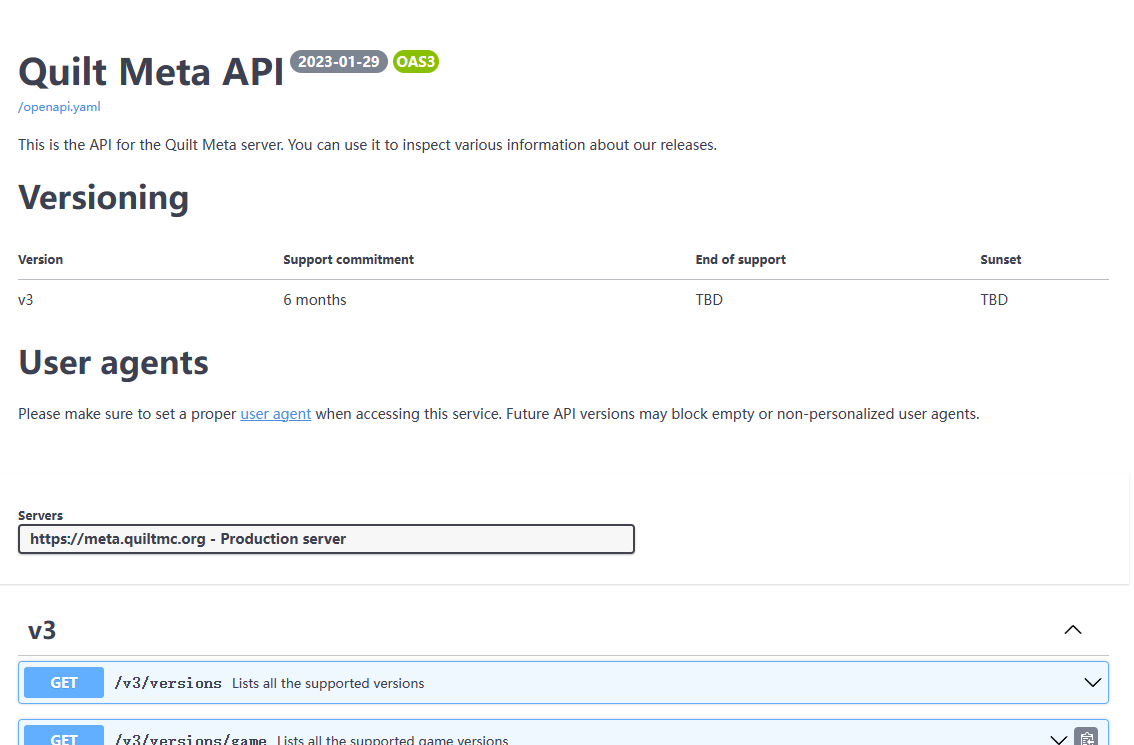 Quilt Meta API 2023-01-29 OAS3
/openapi.yaml
This is the API for the Quilt Meta server. You can use it to inspect various information about our releases.
Versioning
Version Support commitment End of support Sunset
v3 6 months TBD TBD
User agents
Please make sure to set a proper user agent when accessing this service. Future API versions may block empty or non-personalized user agents.
Servers
https://meta.quiltmc.org - Production server
v3
GET /v3/versions Lists all the supported versions
GET /v3/versions/game Lists all the supported game versions